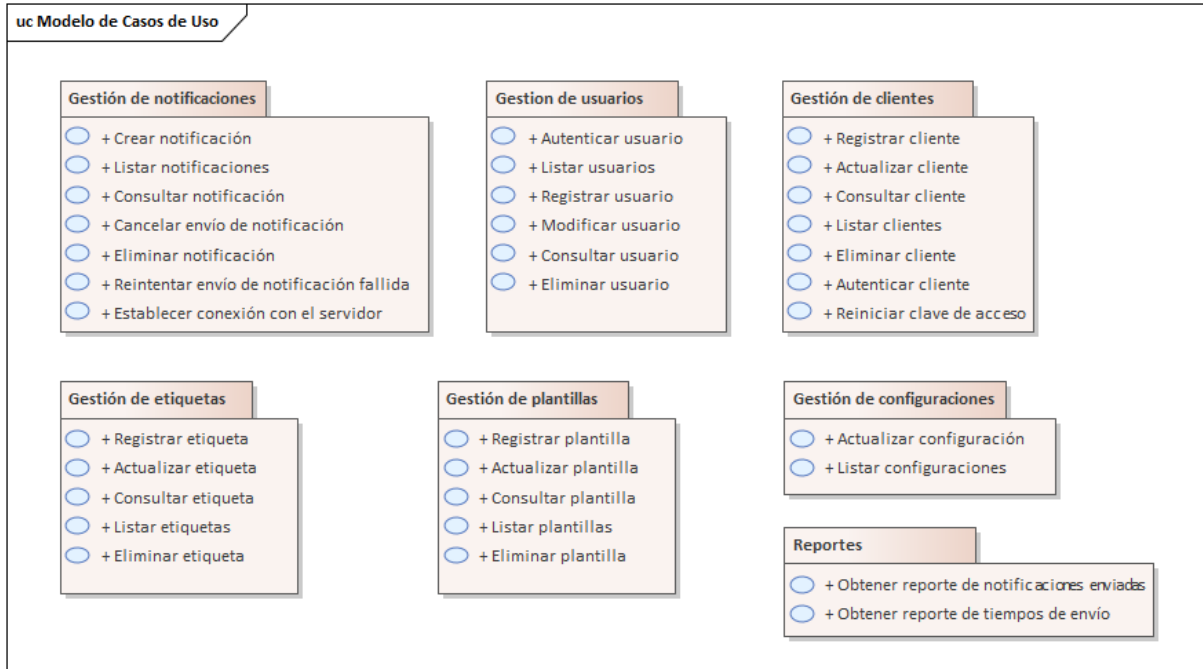 uc Modelo de Casos de Uso
Gestión de notificaciones
+ Crear notificación
+ Listar notificaciones
+ Consultar notificación
+ Cancelar envío de notificación
+ Eliminar notificación
+ Reintentar envío de notificación fallida
+ Establecer conexión con el servidor
Gestion de usuarios
+ Autenticar usuario
+ Listar usuarios
+ Registrar usuario
+ Modificar usuario
+ Consultar usuario
+ Eliminar usuario
Gestión de clientes
+ Registrar cliente
+ Actualizar cliente
+ Consultar cliente
+ Listar clientes
+ Eliminar cliente
+ Autenticar cliente
+ Reiniciar clave de acceso
Gestión de etiquetas
+ Registrar etiqueta
+ Actualizar etiqueta
+ Consultar etiqueta
+ Listar etiquetas
+ Eliminar etiqueta
Gestión de plantillas
+ Registrar plantilla
+ Actualizar plantilla
+ Consultar plantilla
+ Listar plantillas
+ Eliminar plantilla
Gestión de configuraciones
+ Actualizar configuración
+ Listar configuraciones
Reportes
+ Obtener reporte de notificaciones enviadas
+ Obtener reporte de tiempos de envío